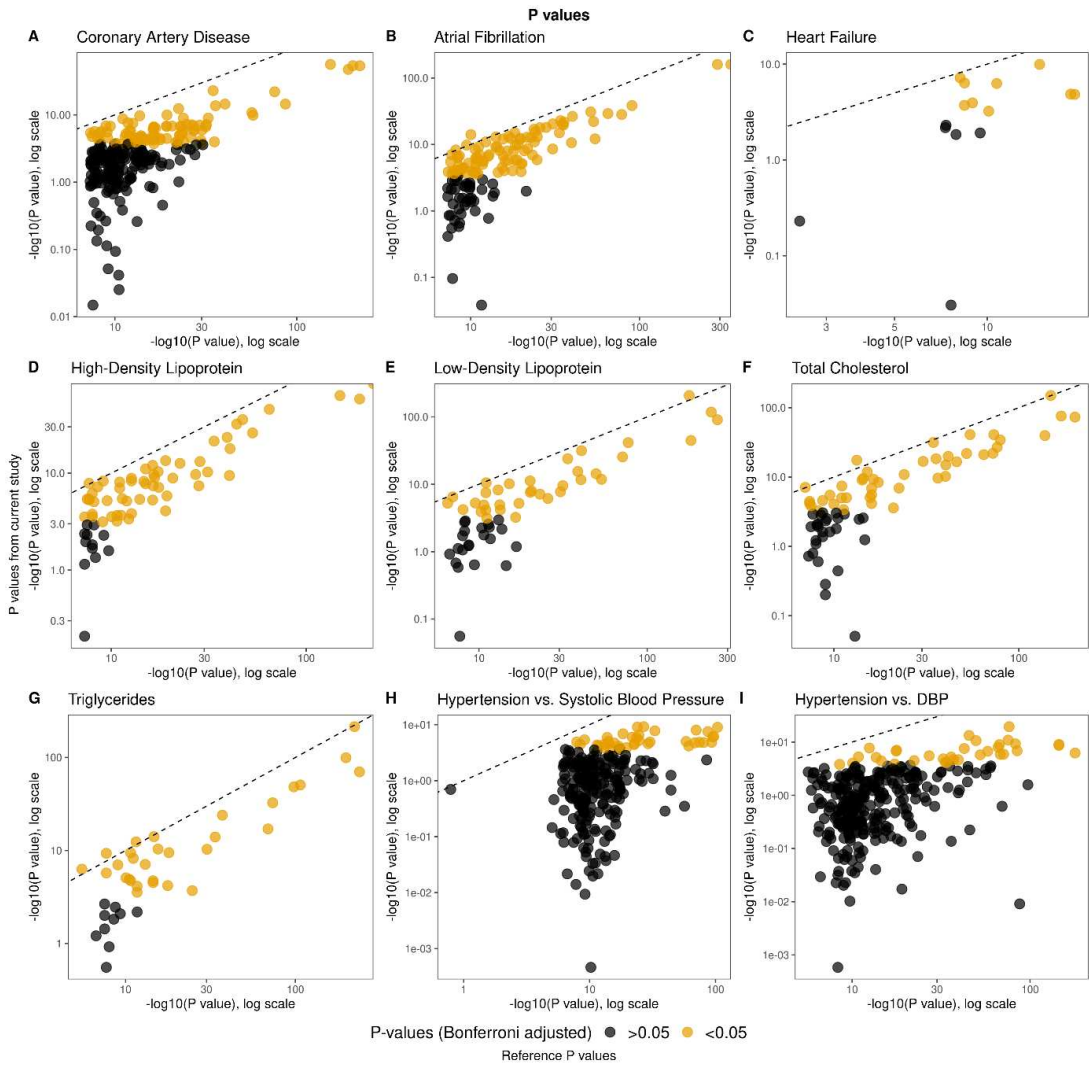 P values
A Coronary Artery Disease
10.00
1.00
0.10
0.01
10 30 100
-log10(P value), log scale
-log10(P value), log scale
B Atrial Fibrillation
100.0
10.0
1.0
0.1
10 30 100 300
-log10(P value), log scale
-log10(P value), log scale
C Heart Failure
10.0
1.0
0.1
3 5 10
-log10(P value), log scale
-log10(P value), log scale
P values from current study
D High-Density Lipoprotein
30.0
10.0
3.0
1.0
0.3
10 30 100
-log10(P value), log scale
-log10(P value), log scale
E Low-Density Lipoprotein
100.0
10.0
1.0
0.1
10 30 100 300
-log10(P value), log scale
-log10(P value), log scale
F Total Cholesterol
100.0
10.0
1.0
0.1
10 30 100
-log10(P value), log scale
-log10(P value), log scale
G Triglycerides
100
10
1
10 30 100
-log10(P value), log scale
-log10(P value), log scale
H Hypertension vs. Systolic Blood Pressure
1e+01
1e+00
1e-01
1e-02
1e-03
1 10 100
-log10(P value), log scale
-log10(P value), log scale
I Hypertension vs. DBP
1e+01
1e+00
1e-01
1e-02
1e-03
10 30 100
-log10(P value), log scale
-log10(P value), log scale
P-values (Bonferroni adjusted) >0.05 <0.05
Reference P values